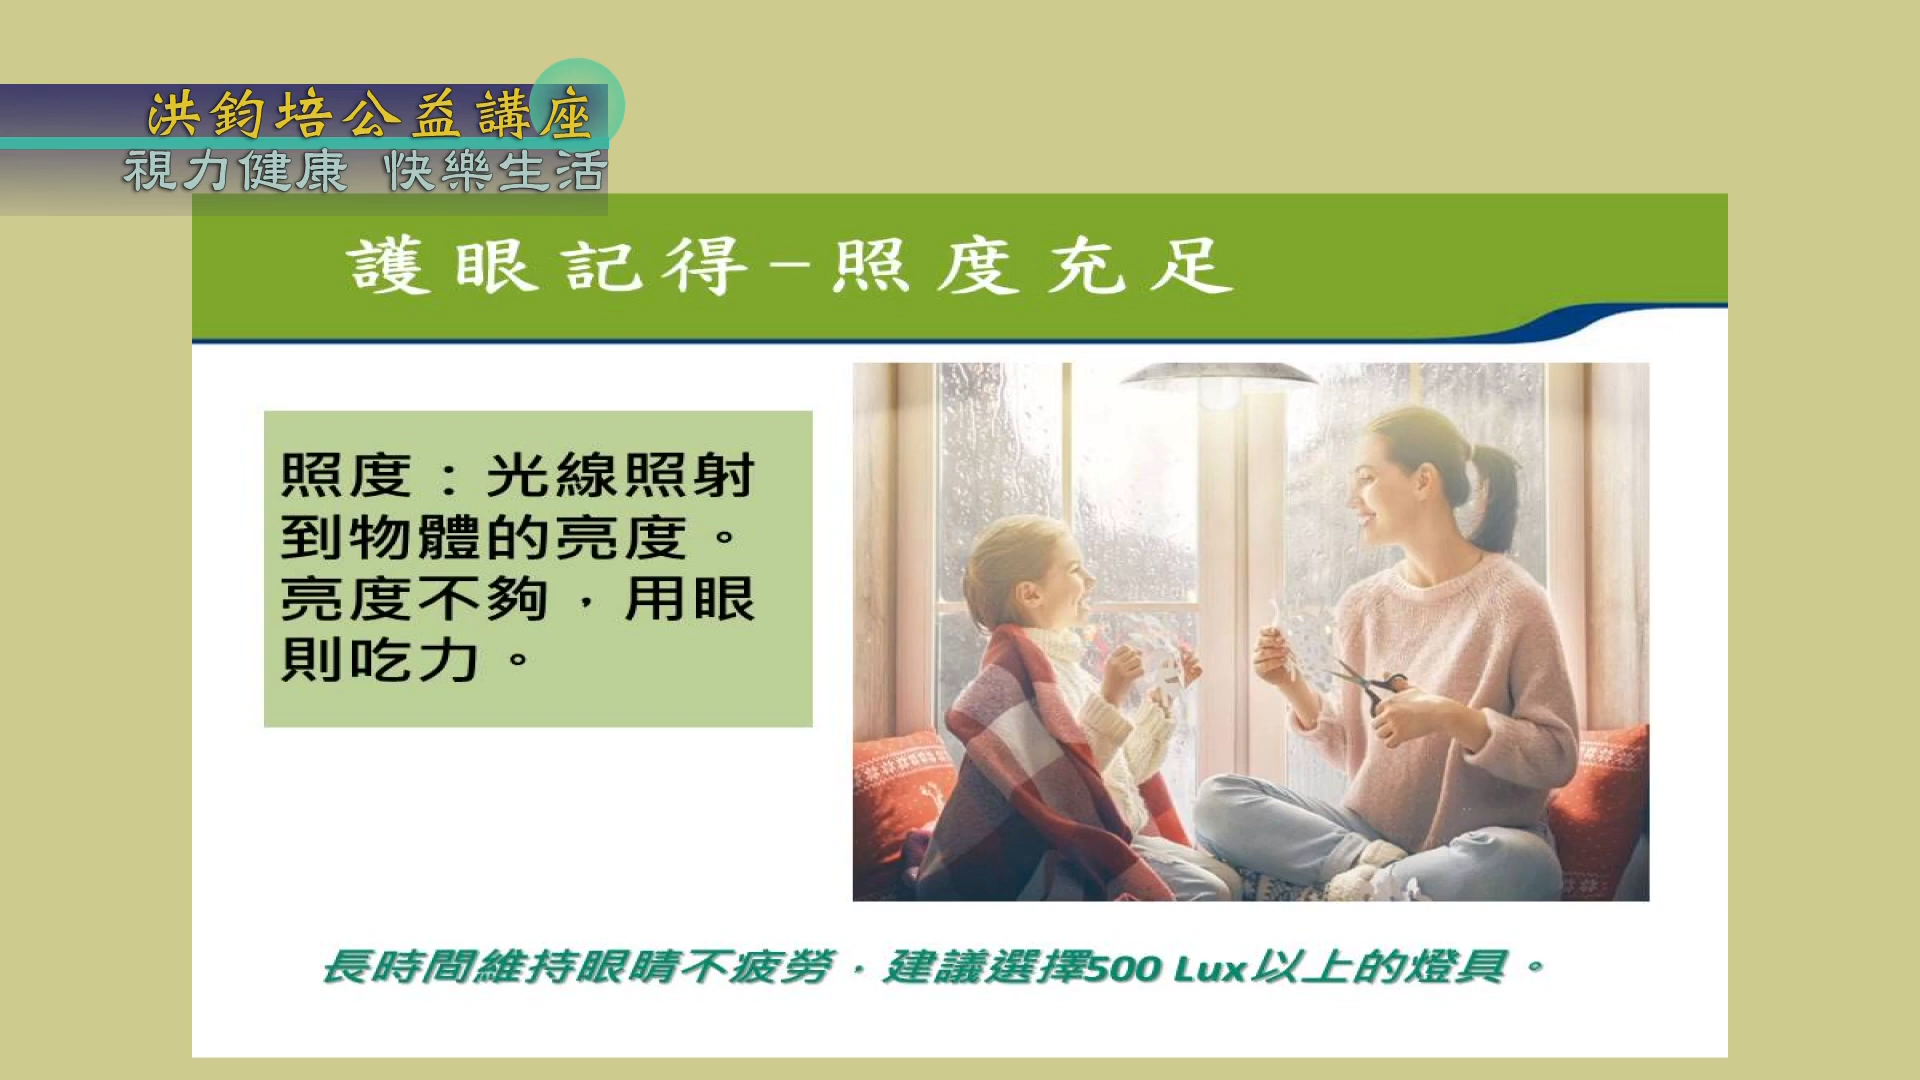 洪鈞培公益講座
視力健康 快樂生活
護眼記得-照度充足
照度：光線照射
到物體的亮度。
亮度不夠，用眼
則吃力。
長時間維持眼睛不疲勞，建議選擇500 Lux以上的燈具。